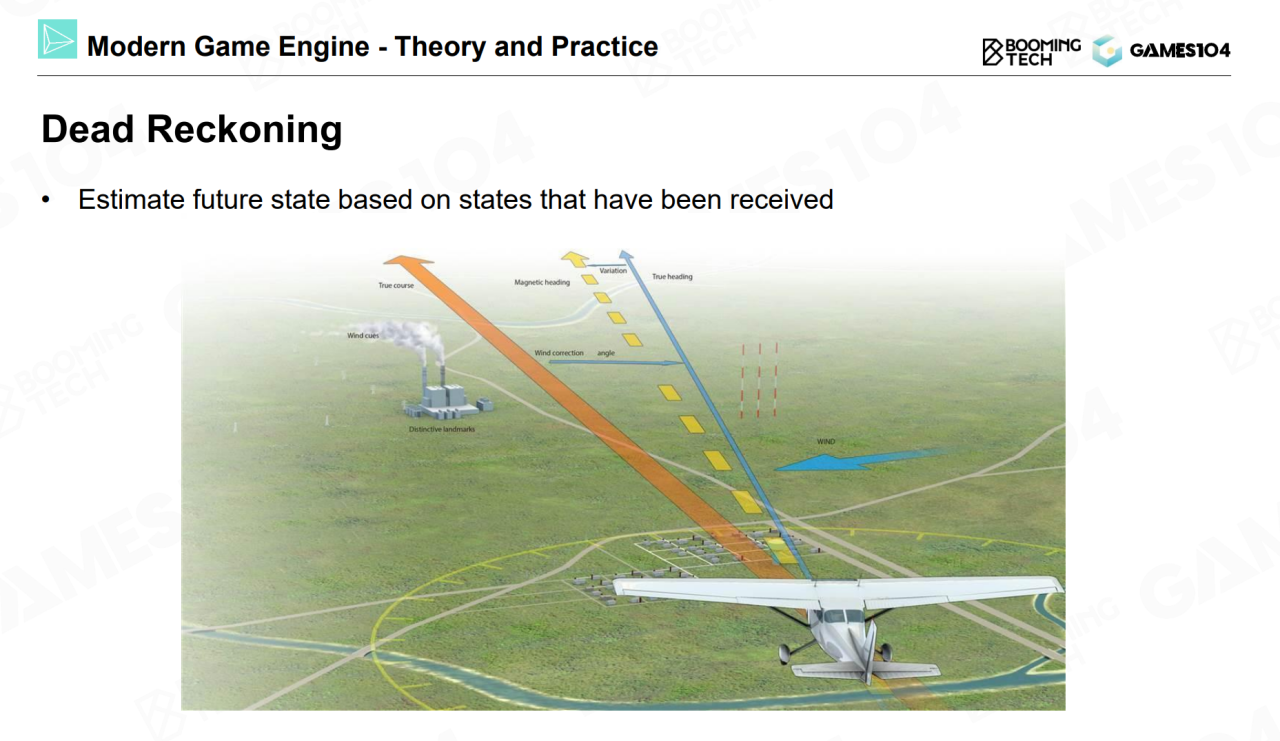 Modern Game Engine - Theory and Practice
BOOMING
TECH
GAMES104
Dead Reckoning
• Estimate future state based on states that have been received
True course
Magnetic heading
Variation
True heading
Wind cues
Wind correction angle
Distinctive landmarks
WIND